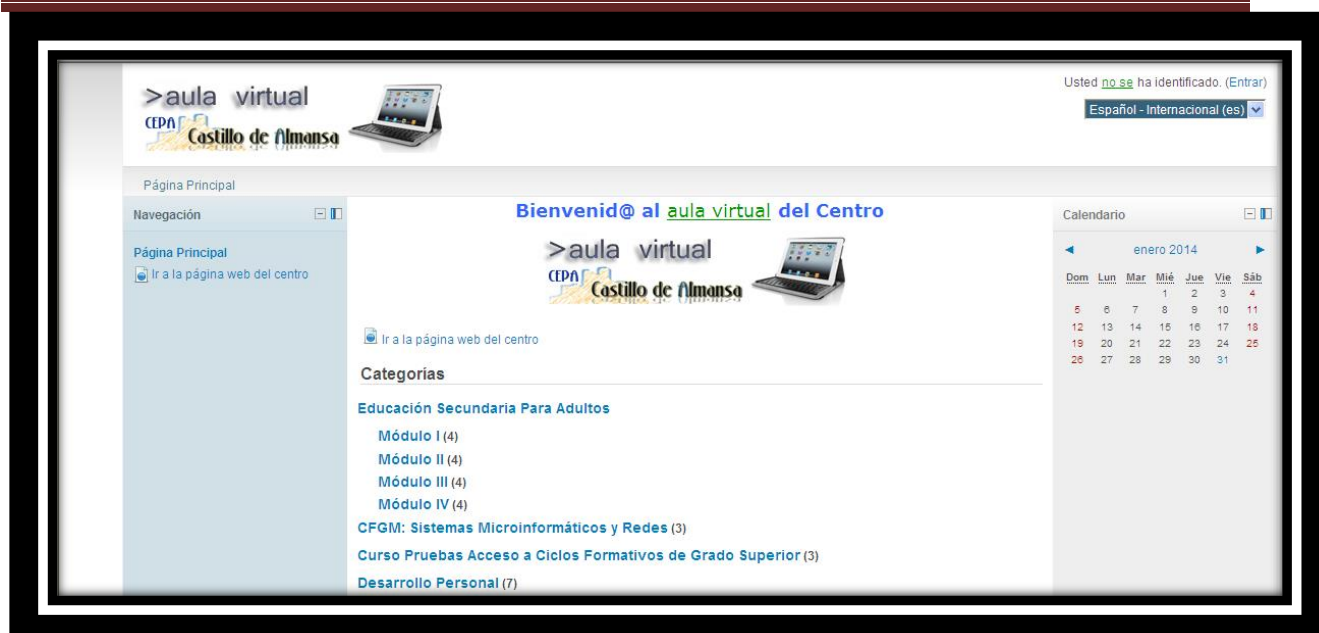 >aula virtual
CEPA
Castillo de Almansa
Usted no se ha identificado. (Entrar)
Español - Internacional (es)
Página Principal
Navegación
Página Principal
Ir a la página web del centro
Bienvenid@ al aula virtual del Centro
>aula virtual
CEPA
Castillo de Almansa
Ir a la página web del centro
Categorías
Educación Secundaria Para Adultos
Módulo I (4)
Módulo II (4)
Módulo III (4)
Módulo IV (4)
CFGM: Sistemas Microinformáticos y Redes (3)
Curso Pruebas Acceso a Ciclos Formativos de Grado Superior (3)
Desarrollo Personal (7)
Calendario
◄ enero 2014 ►
Dom Lun Mar Mié Jue Vie Sáb
1 2 3 4
5 6 7 8 9 10 11
12 13 14 15 16 17 18
19 20 21 22 23 24 25
26 27 28 29 30 31